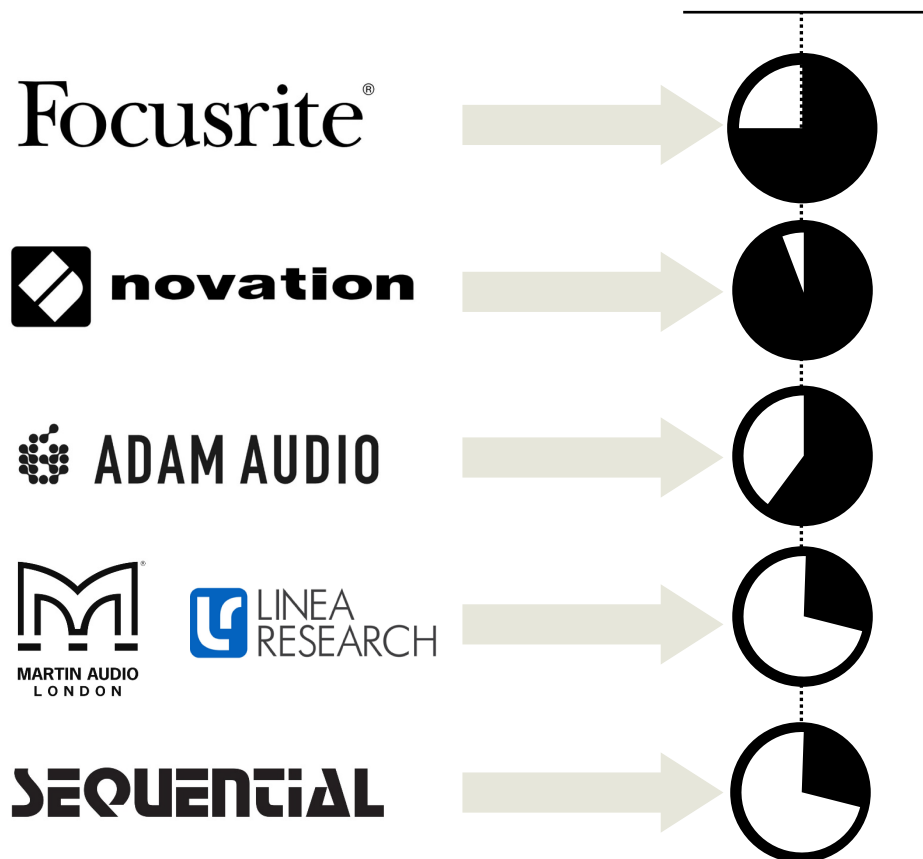 Focusrite®
novation
ADAM AUDIO
MARTIN AUDIO
LONDON
LINEA
RESEARCH
SEQUENTiAL